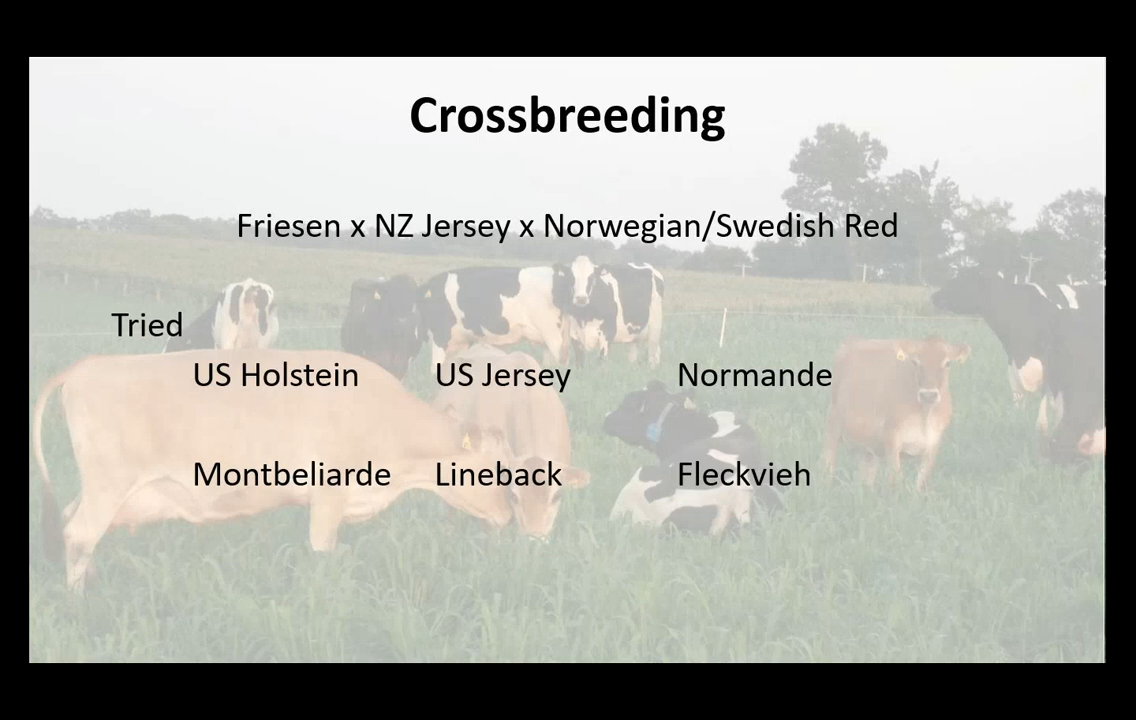 Crossbreeding
Friesen x NZ Jersey x Norwegian/Swedish Red
Tried
US Holstein US Jersey Normande
Montbeliarde Lineback Fleckvieh